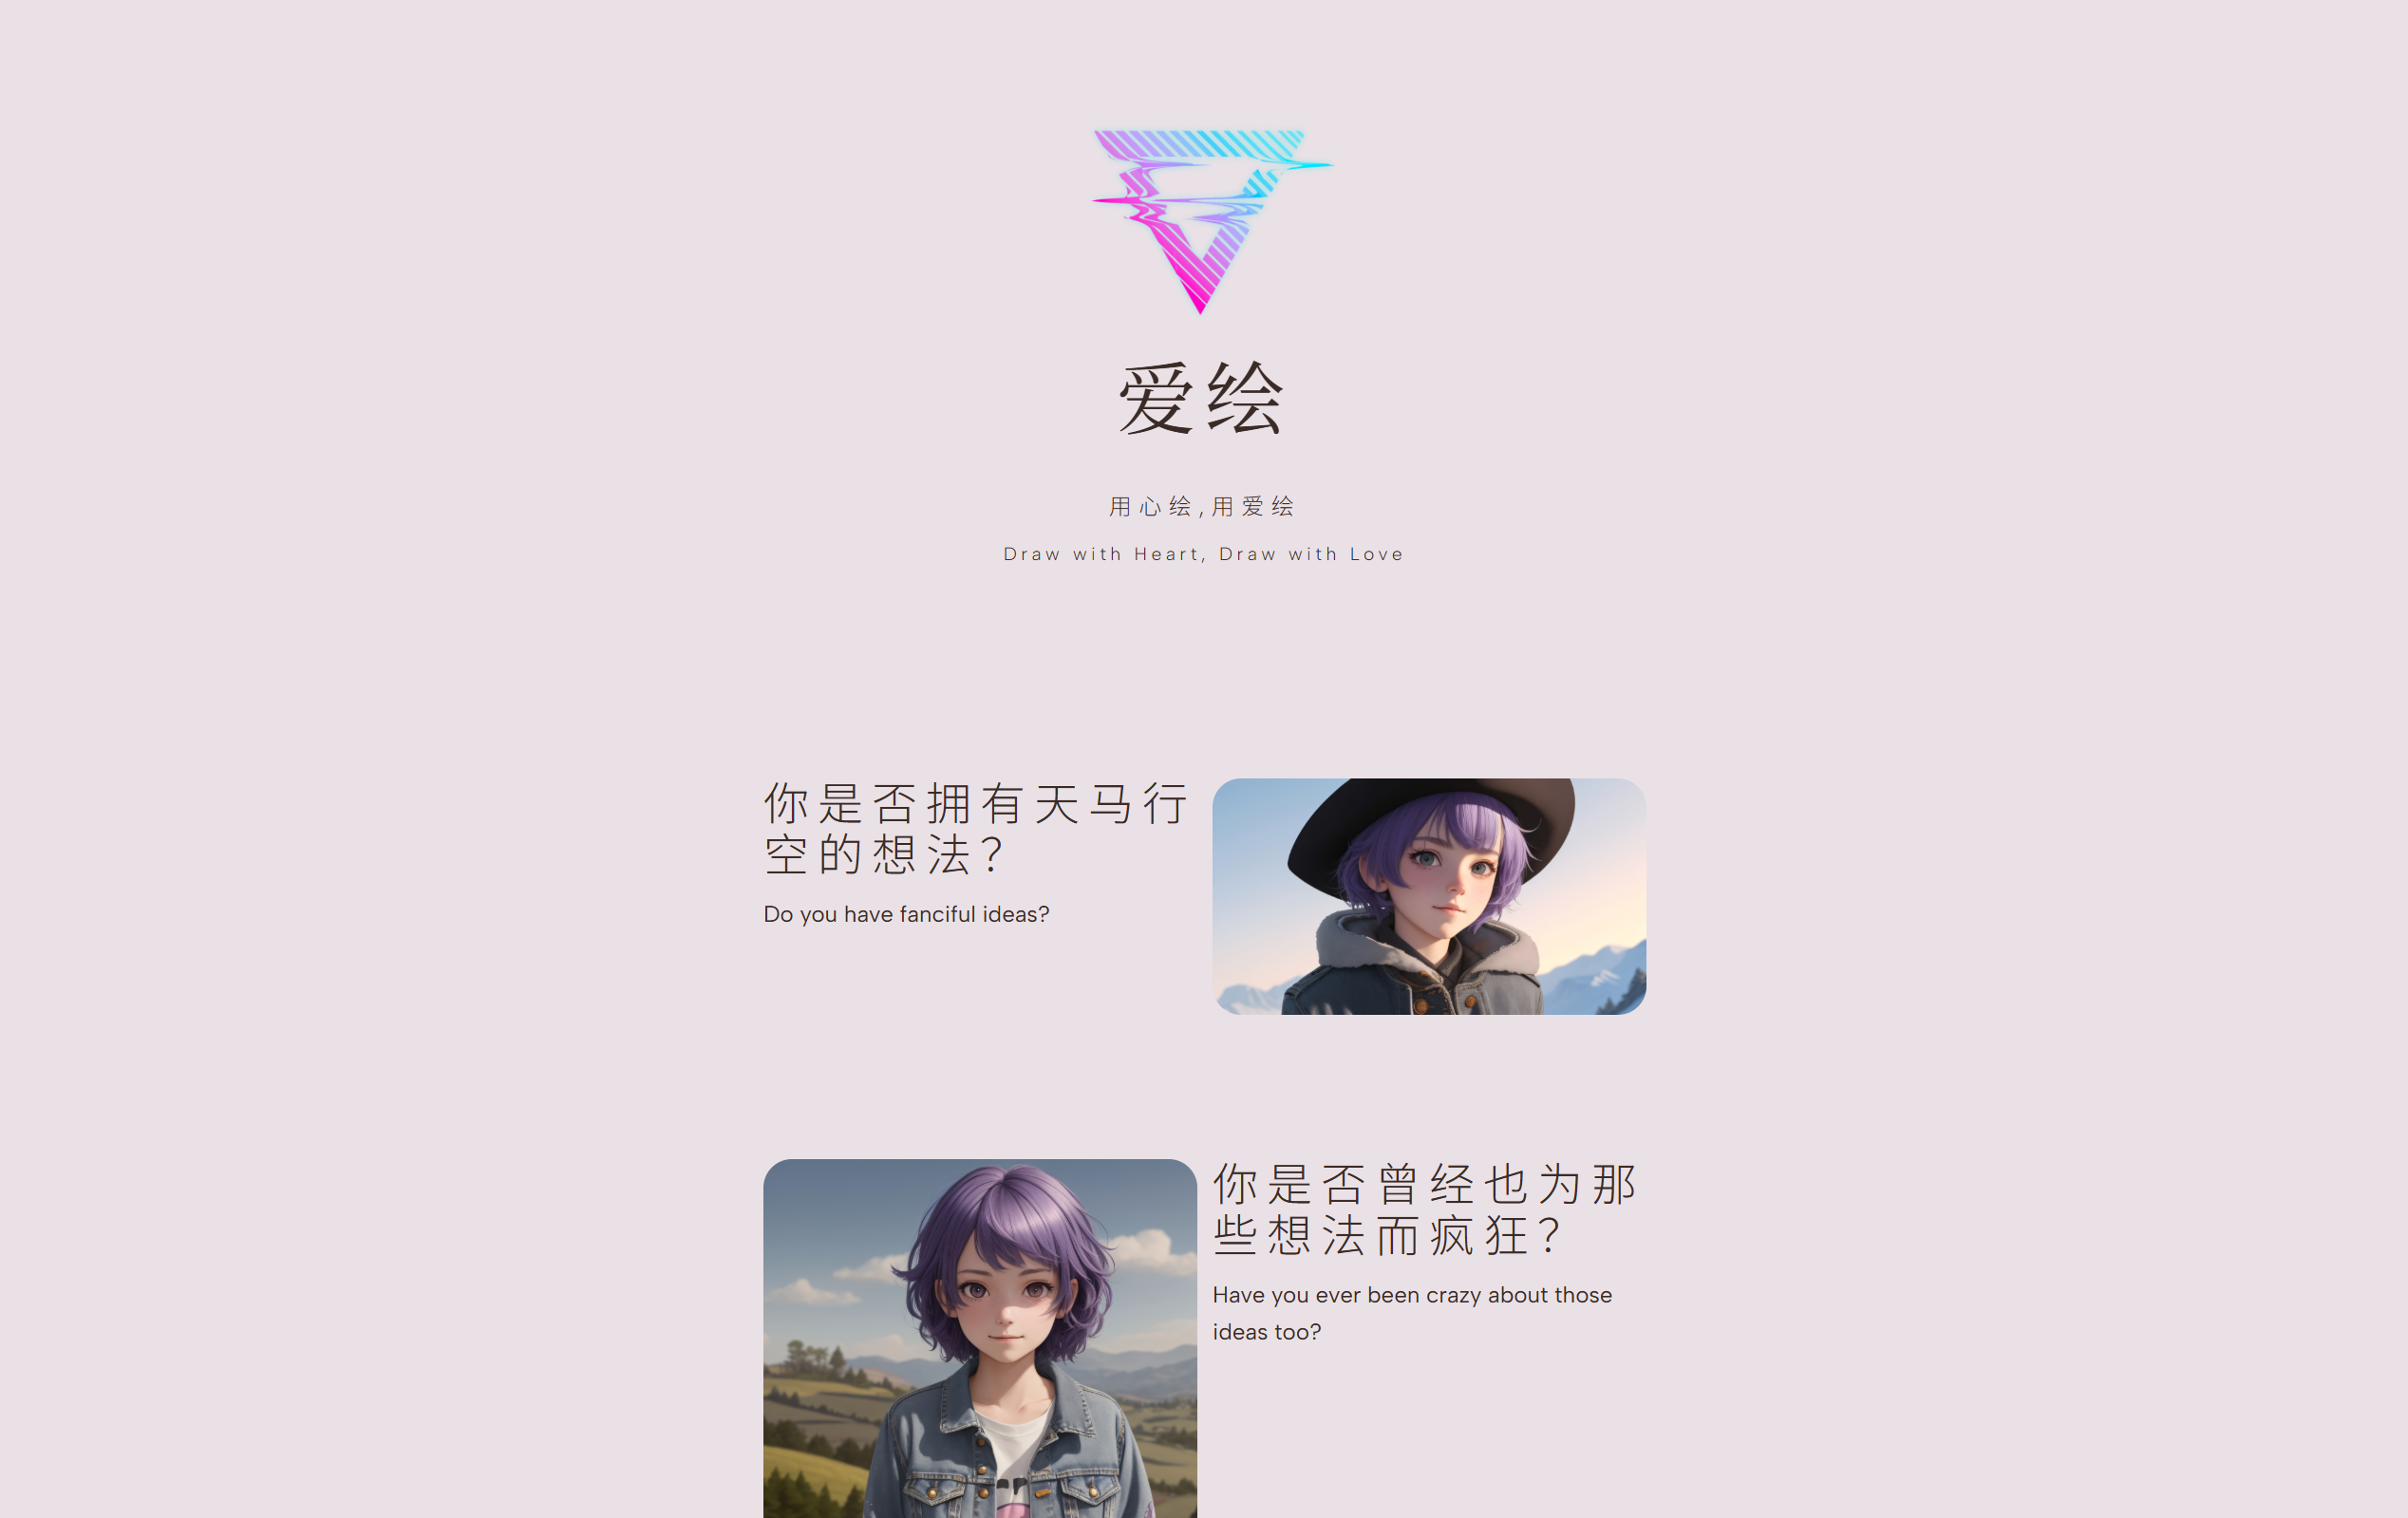 爱绘
用心绘,用爱绘
Draw with Heart, Draw with Love
你是否拥有天马行
空的想法？
Do you have fanciful ideas?
你是否曾经也为那
些想法而疯狂？
Have you ever been crazy about those
ideas too?